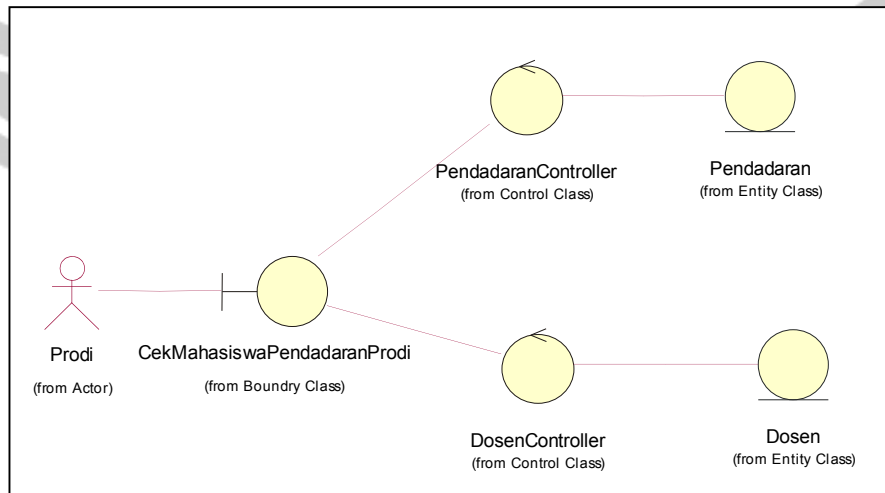 PendadaranController
(from Control Class)
Pendadaran
(from Entity Class)
Prodi
(from Actor)
CekMahasiswaPendadaranProdi
(from Boundry Class)
DosenController
(from Control Class)
Dosen
(from Entity Class)